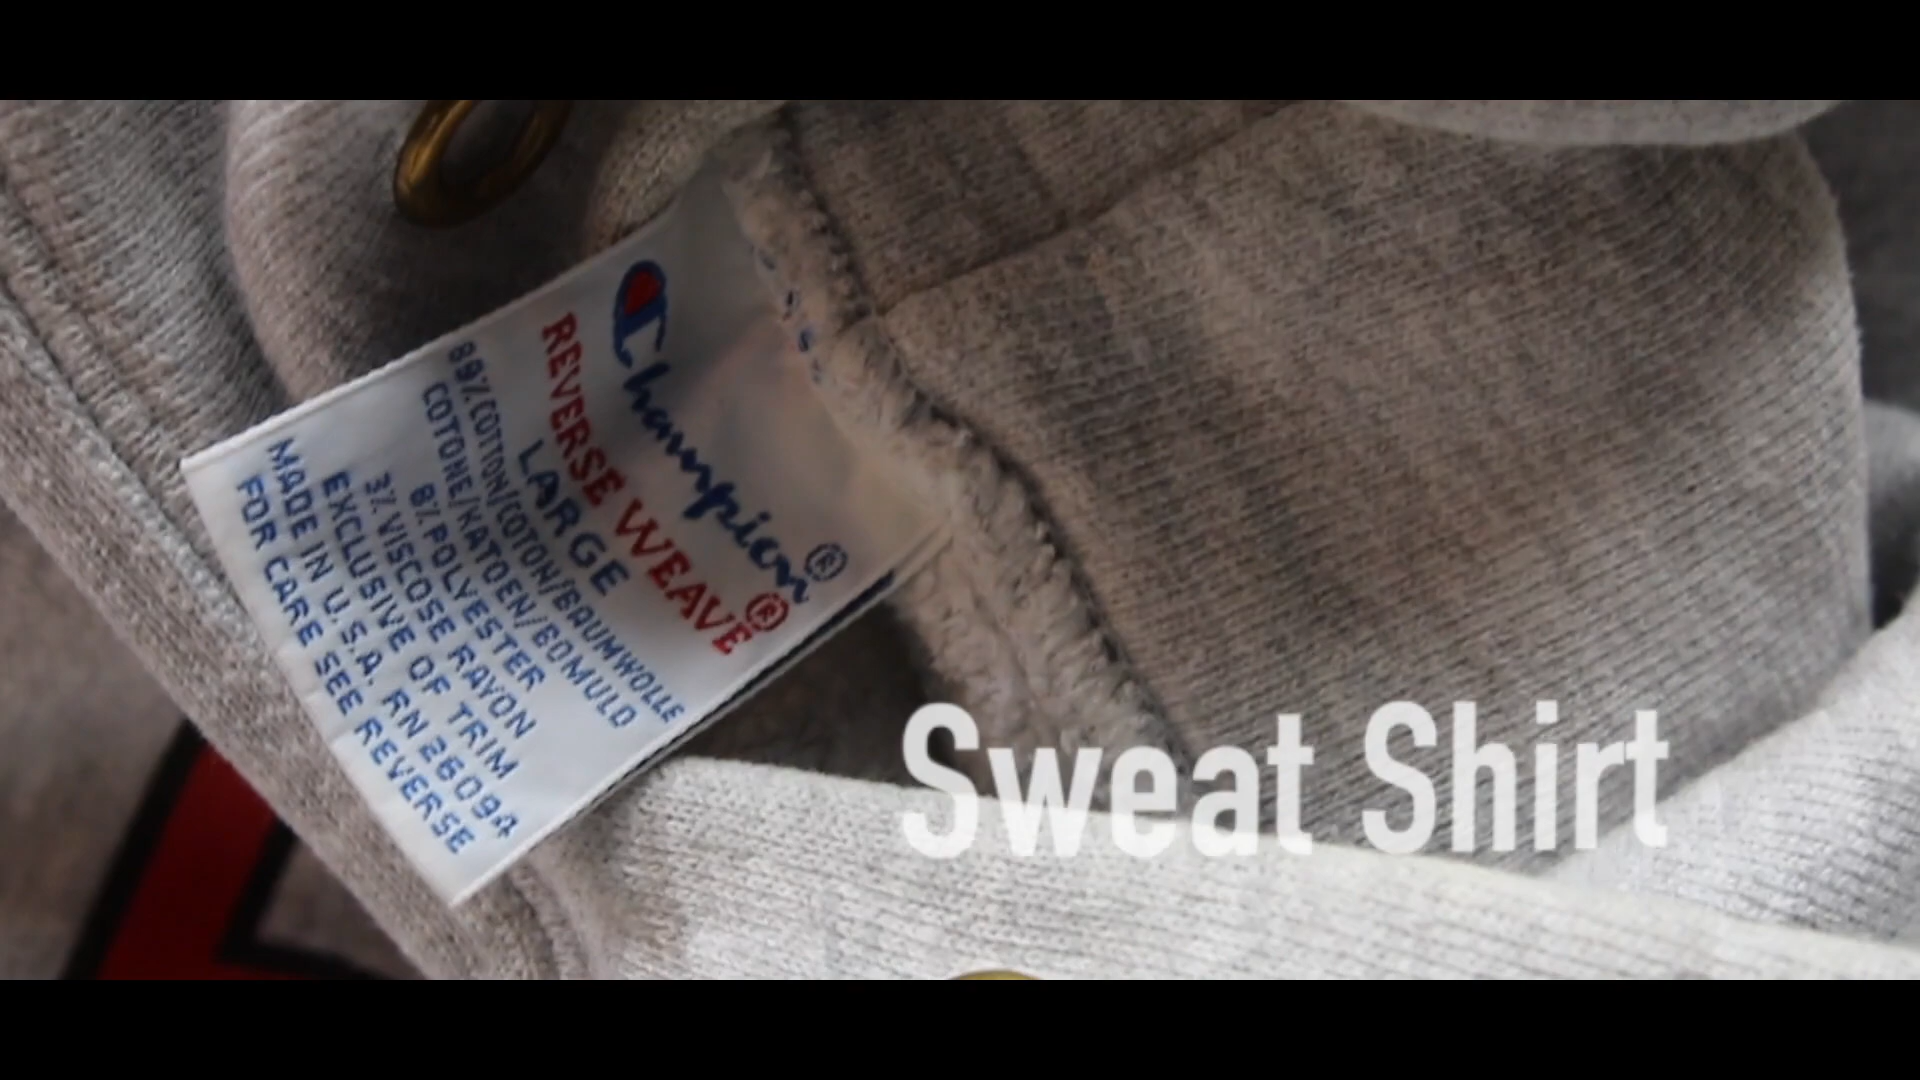 Champion®
REVERSE WEAVE®
LARGE
89% COTTON/COTON/BAUMWOLLE
COTONE/KATOEN/BOMULD
8% POLYESTER
3% VISCOSE RAYON
EXCLUSIVE OF TRIM
MADE IN U.S.A. RN 26094
FOR CARE SEE REVERSE
Sweat Shirt